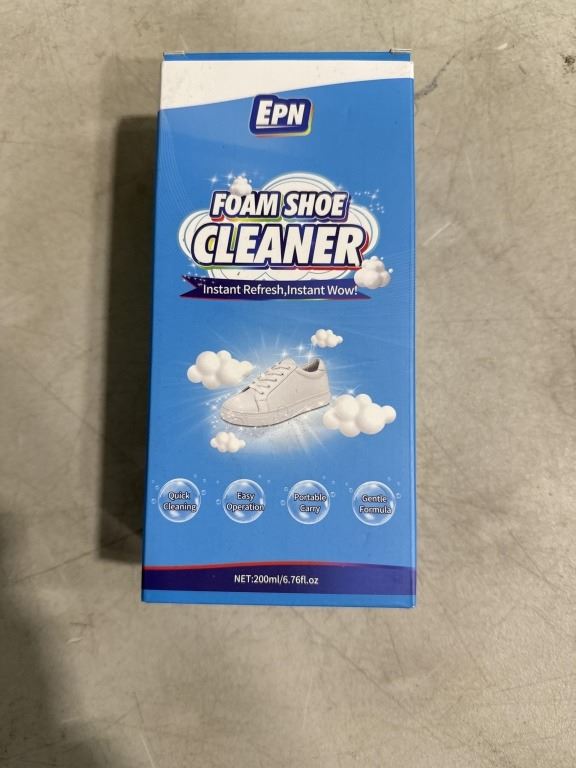 EPN
FOAM SHOE
CLEANER
Instant Refresh,Instant Wow!
Quick
Cleaning
Easy
Operation
Portable
Carry
Gentle
Formula
NET:200ml/6.76fl.oz